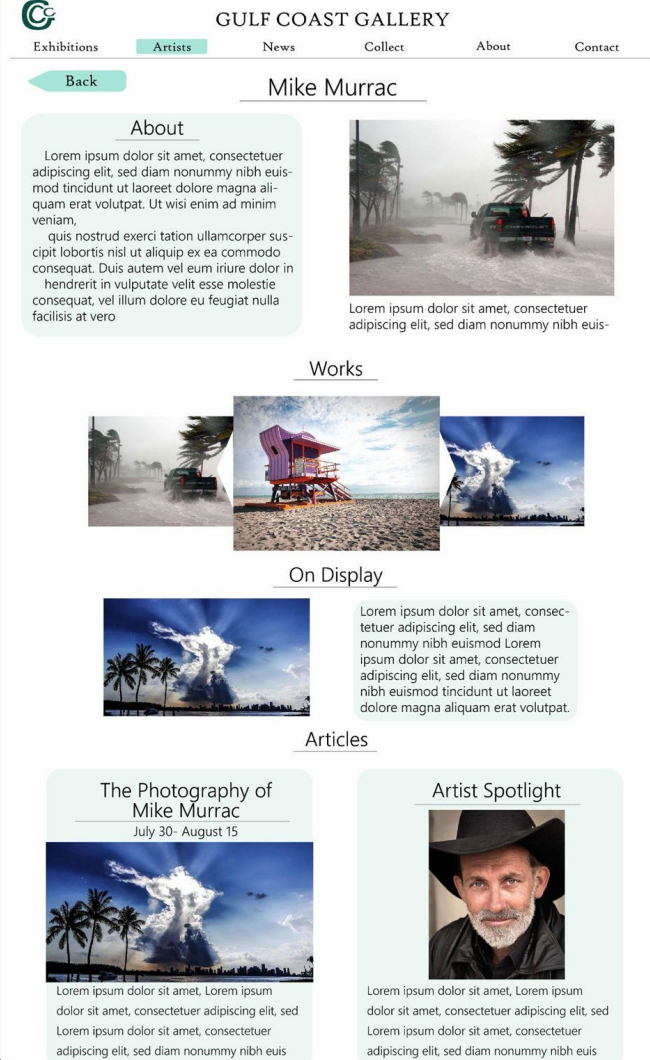 GCC
GULF COAST GALLERY
Exhibitions Artists News Collect About Contact
Back
Mike Murrac
About
Lorem ipsum dolor sit amet, consectetuer
adipiscing elit, sed diam nonummy nibh euis-
mod tincidunt ut laoreet dolore magna ali-
quam erat volutpat. Ut wisi enim ad minim
veniam,
quis nostrud exerci tation ullamcorper sus-
cipit lobortis nisl ut aliquip ex ea commodo
consequat. Duis autem vel eum iriure dolor in
hendrerit in vulputate velit esse molestie
consequat, vel illum dolore eu feugiat nulla
facilisis at vero
CHEVROLET
Lorem ipsum dolor sit amet, consectetuer
adipiscing elit, sed diam nonummy nibh euis-
Works
On Display
Lorem ipsum dolor sit amet, consec-
tetuer adipiscing elit, sed diam
nonummy nibh euismod Lorem
ipsum dolor sit amet, consectetuer
adipiscing elit, sed diam nonummy
nibh euismod tincidunt ut laoreet
dolore magna aliquam erat volutpat.
Articles
The Photography of
Mike Murrac
July 30- August 15
Lorem ipsum dolor sit amet, Lorem ipsum
dolor sit amet, consectetuer adipiscing elit, sed
Lorem ipsum dolor sit amet, consectetuer
adipiscing elit, sed diam nonummy nibh euis
Artist Spotlight
Lorem ipsum dolor sit amet, Lorem ipsum
dolor sit amet, consectetuer adipiscing elit, sed
Lorem ipsum dolor sit amet, consectetuer
adipiscing elit, sed diam nonummy nibh euis